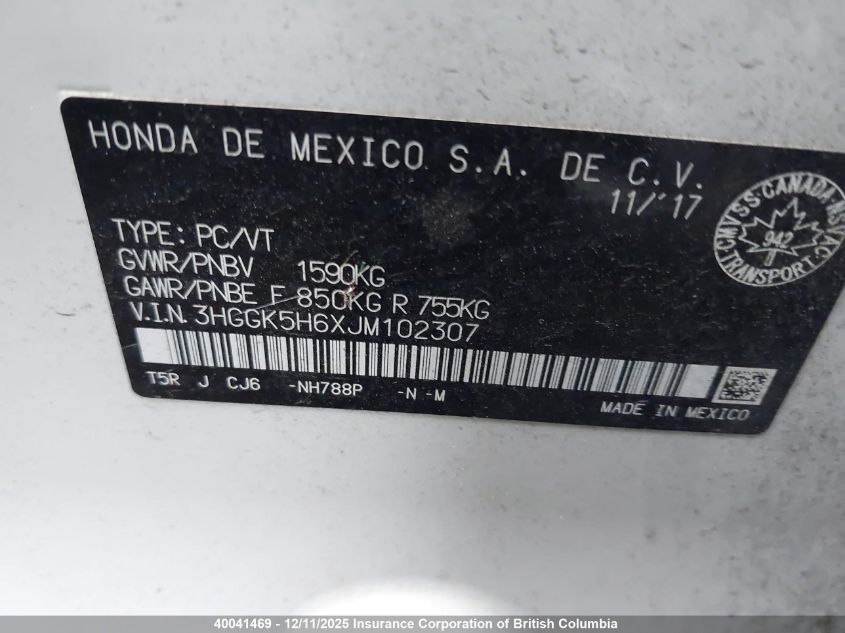 HONDA DE MEXICO S.A. DE C.V.
11/'17
TYPE: PC/VT
GVWR/PNBV 1590KG
GAWR/PNBE F 850KG R 755KG
V.I.N. 3HGGK5H6XJM102307
T5R J CJ6 -NH788P -N -M
MADE IN MEXICO
CMVSS·CANADA·NSVAC
942
TRANSPORT
40041469 - 12/11/2025 Insurance Corporation of British Columbia